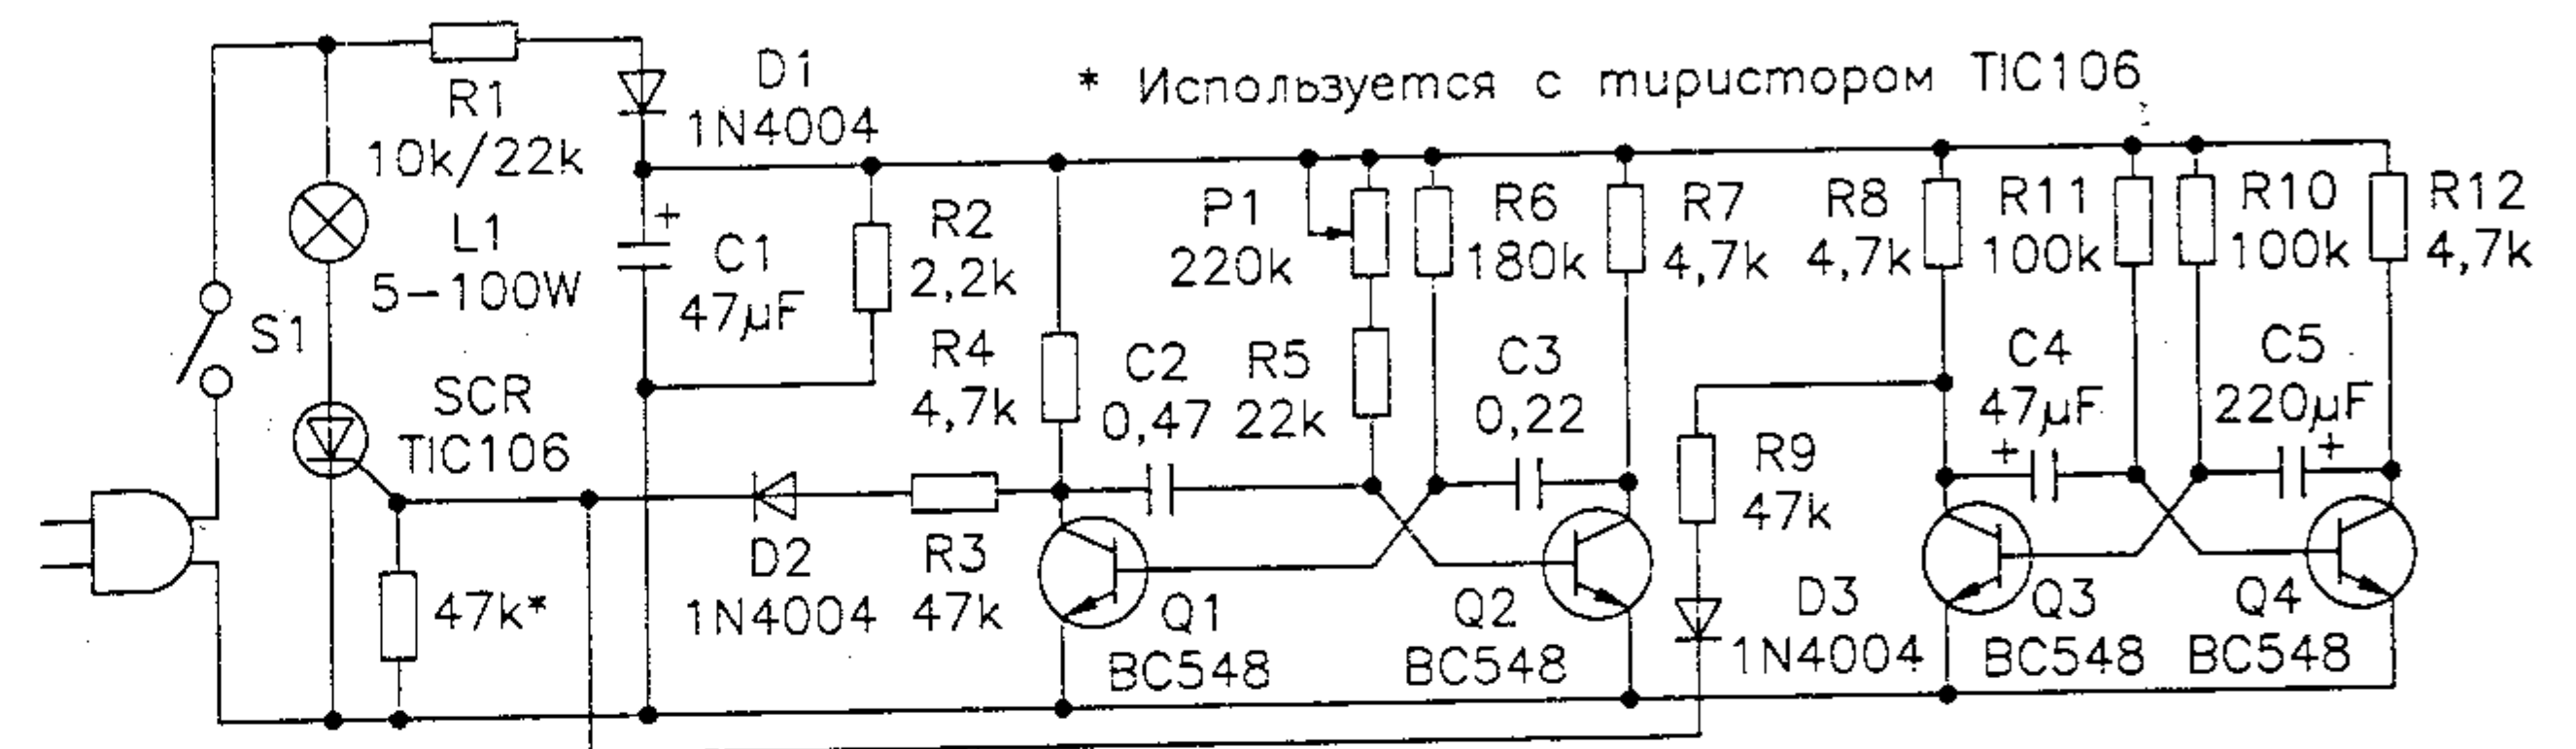 * Используется с тиристором TIC106
R1
10k/22k
D1
1N4004
L1
5-100W
S1
SCR
TIC106
47k*
+
C1
47µF
R2
2,2k
R4
4,7k
D2
1N4004
R3
47k
C2
0,47
P1
220k
R5
22k
R6
180k
C3
0,22
R7
4,7k
Q1
BC548
Q2
BC548
R8
4,7k
R9
47k
D3
1N4004
R11
100k
C4
47µF
+
R10
100k
C5
220µF
+
R12
4,7k
Q3
BC548
Q4
BC548